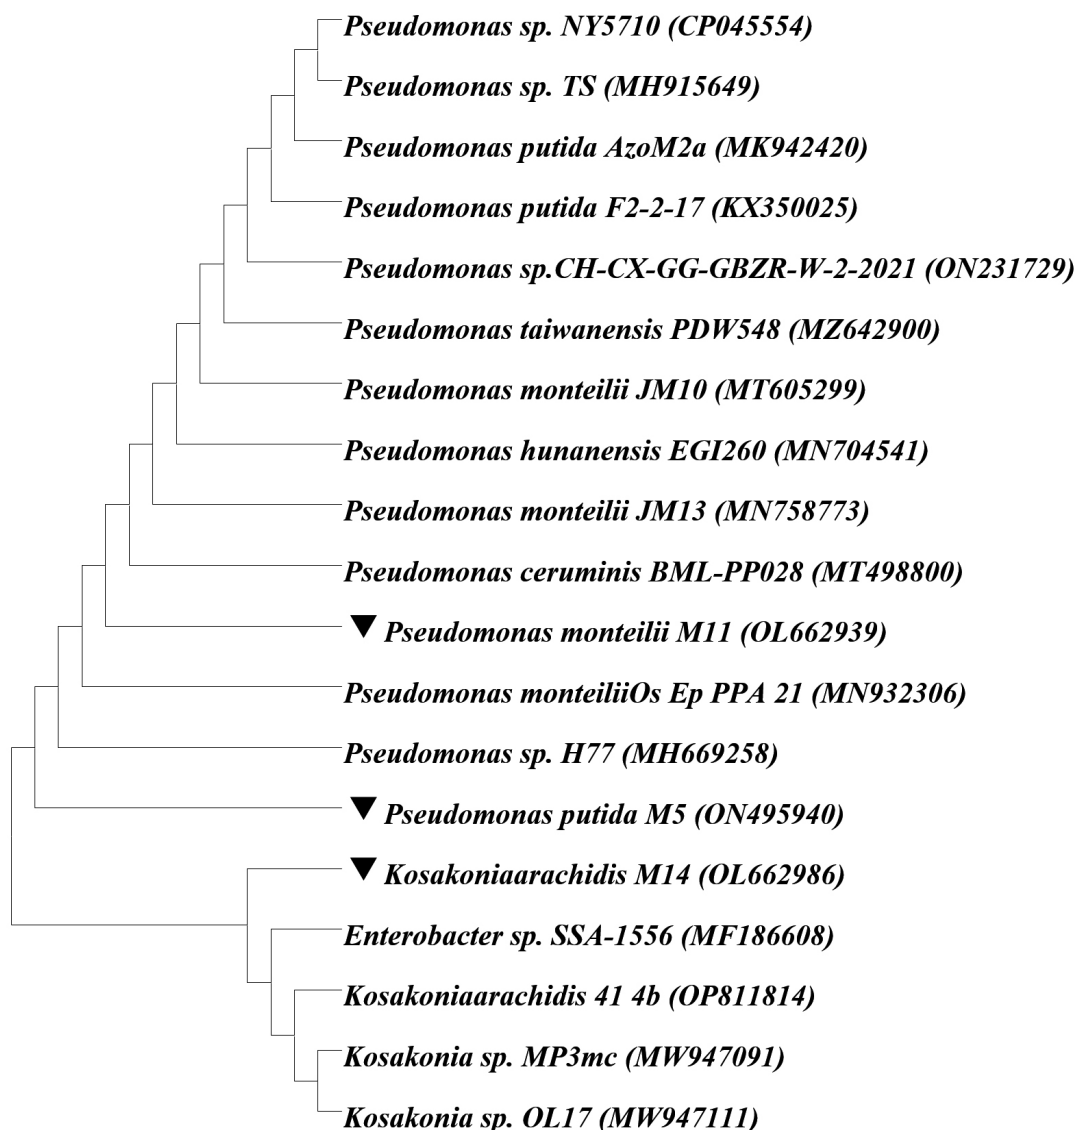 Pseudomonas sp. NY5710 (CP045554)
Pseudomonas sp. TS (MH915649)
Pseudomonas putida AzoM2a (MK942420)
Pseudomonas putida F2-2-17 (KX350025)
Pseudomonas sp.CH-CX-GG-GBZR-W-2-2021 (ON231729)
Pseudomonas taiwanensis PDW548 (MZ642900)
Pseudomonas monteilii JM10 (MT605299)
Pseudomonas hunanensis EGI260 (MN704541)
Pseudomonas monteilii JM13 (MN758773)
Pseudomonas ceruminis BML-PP028 (MT498800)
Pseudomonas monteilii M11 (OL662939)
Pseudomonas monteiliiOs Ep PPA 21 (MN932306)
Pseudomonas sp. H77 (MH669258)
Pseudomonas putida M5 (ON495940)
Kosakoniaarachidis M14 (OL662986)
Enterobacter sp. SSA-1556 (MF186608)
Kosakoniaarachidis 41 4b (OP811814)
Kosakonia sp. MP3mc (MW947091)
Kosakonia sp. OL17 (MW947111)